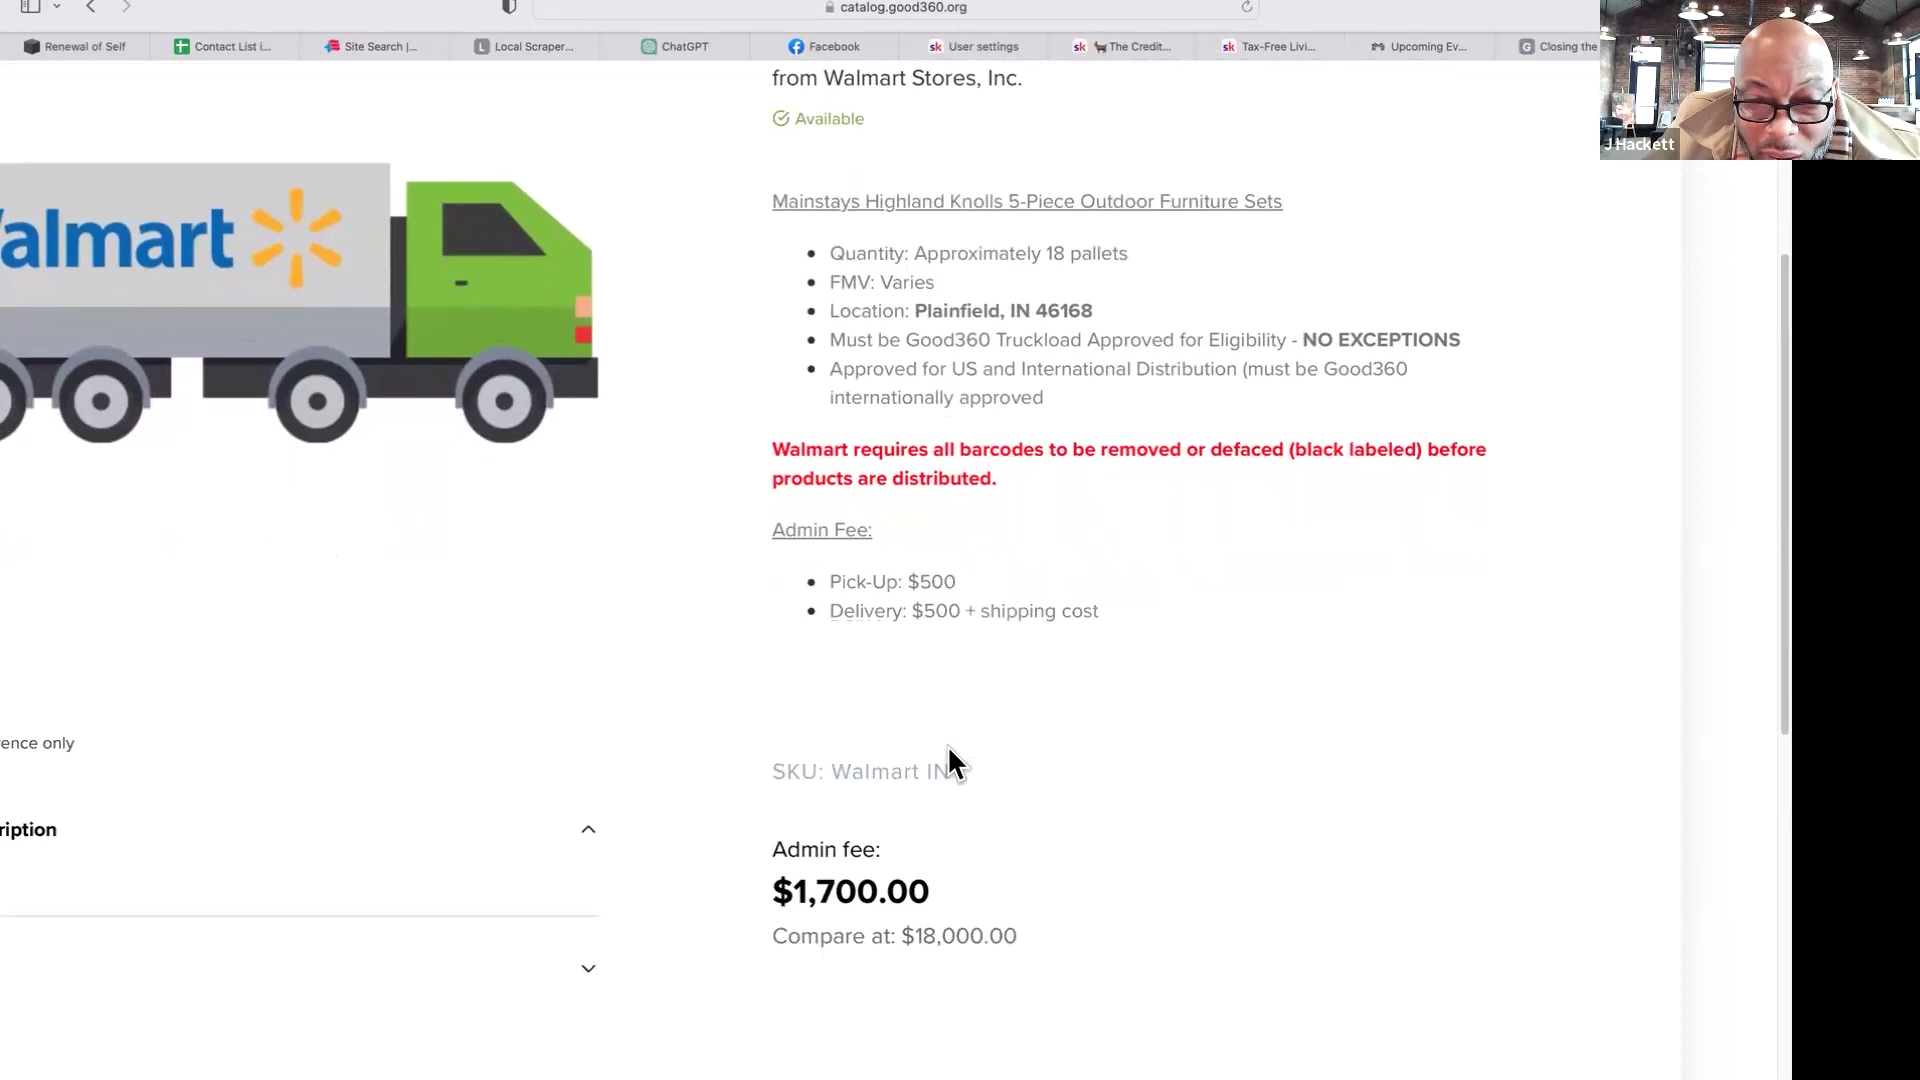 catalog.good360.org
Renewal of Self
Contact List i...
Site Search |...
Local Scraper...
ChatGPT
Facebook
User settings
The Credit...
Tax-Free Livi...
Upcoming Ev...
Closing the
J Hackett
from Walmart Stores, Inc.
Available
Walmart
Mainstays Highland Knolls 5-Piece Outdoor Furniture Sets
Quantity: Approximately 18 pallets
FMV: Varies
Location: Plainfield, IN 46168
Must be Good360 Truckload Approved for Eligibility - NO EXCEPTIONS
Approved for US and International Distribution (must be Good360
internationally approved
Walmart requires all barcodes to be removed or defaced (black labeled) before
products are distributed.
Admin Fee:
Pick-Up: $500
Delivery: $500 + shipping cost
rence only
SKU: Walmart IN
ription
Admin fee:
$1,700.00
Compare at: $18,000.00